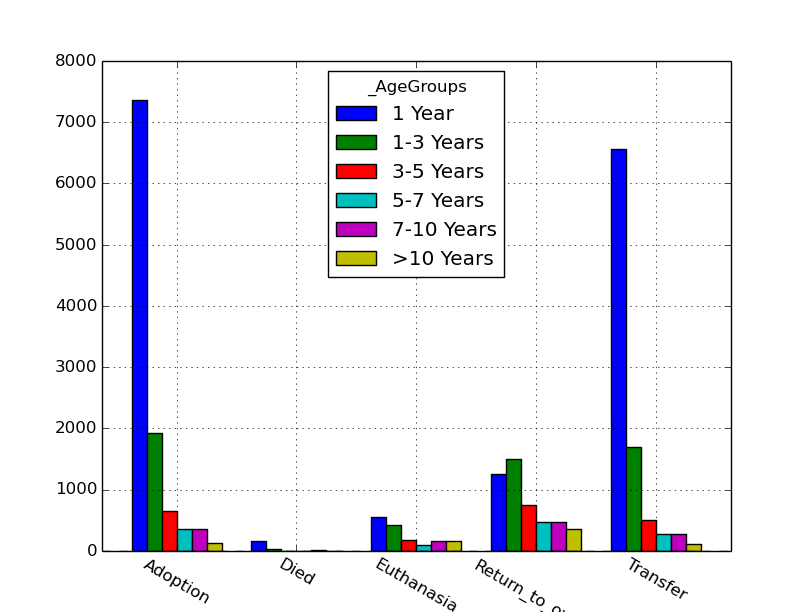 8000
7000
6000
5000
4000
3000
2000
1000
0
_AgeGroups
1 Year
1-3 Years
3-5 Years
5-7 Years
7-10 Years
>10 Years
Adoption
Died
Euthanasia
Return_to_o
Transfer